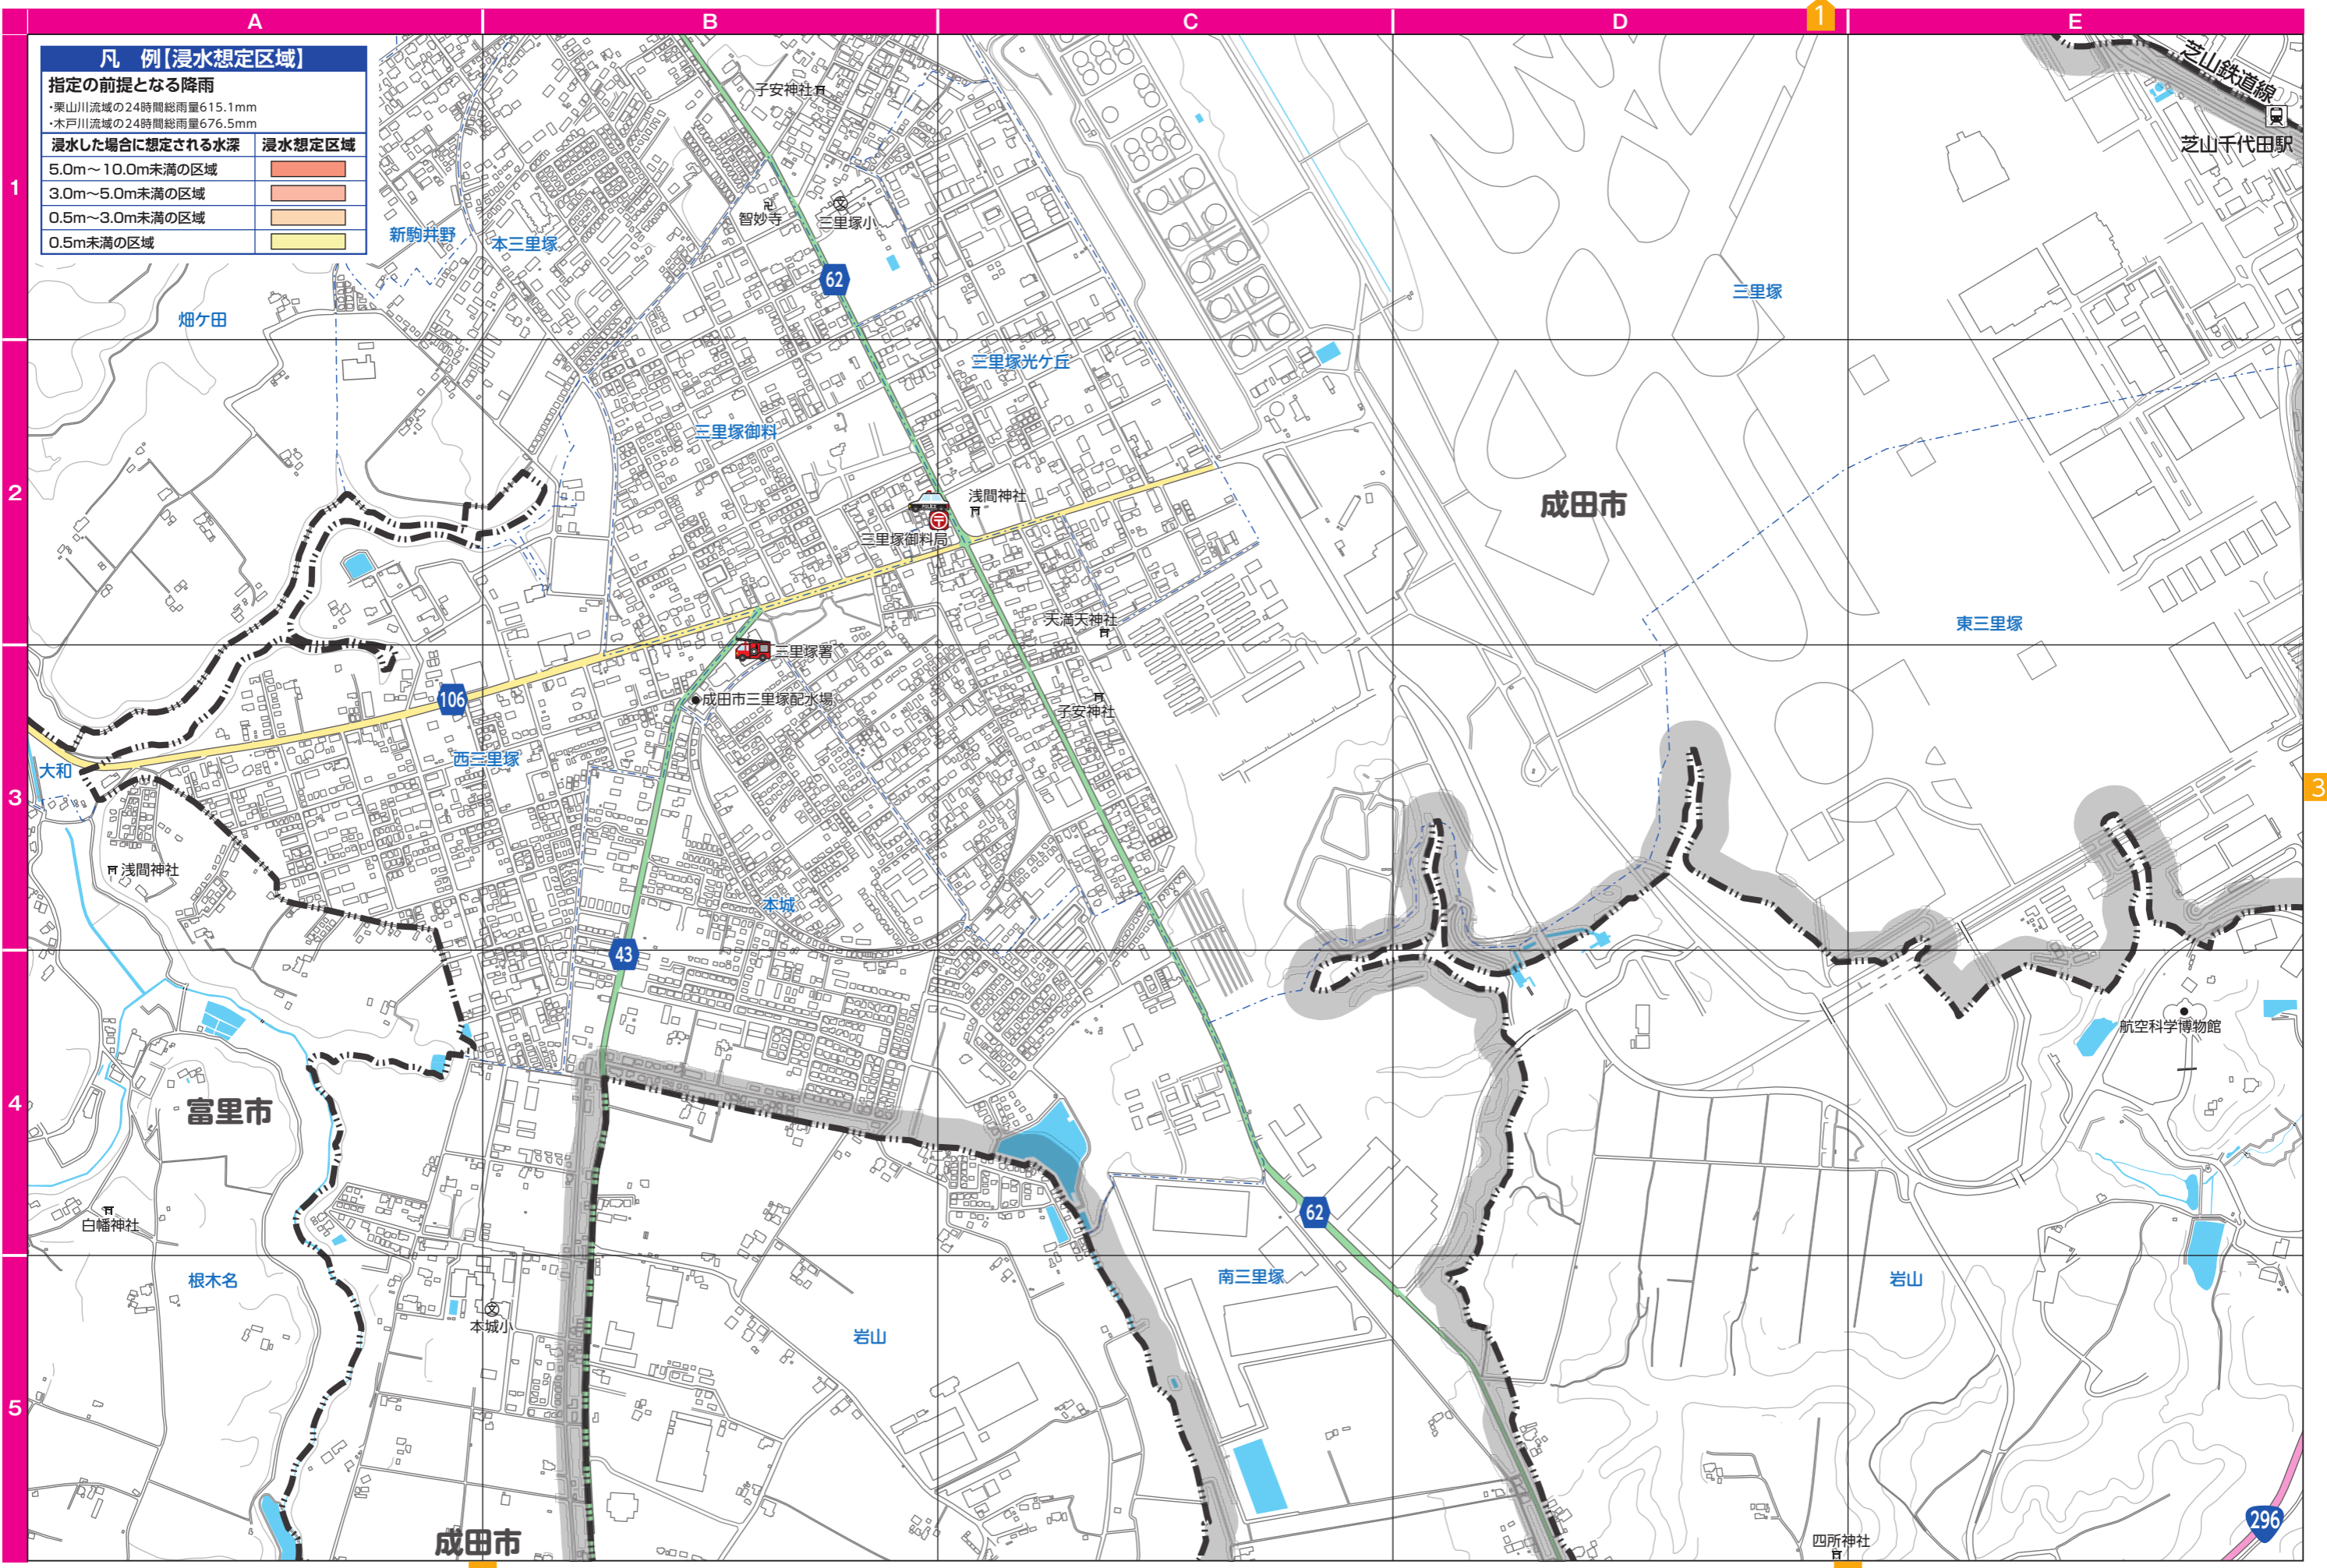 A
B
C
D
E
1
凡 例【浸水想定区域】
指定の前提となる降雨
・栗山川流域の24時間総雨量615.1mm
・木戸川流域の24時間総雨量676.5mm
浸水した場合に想定される水深 浸水想定区域
5.0m〜10.0m未満の区域
3.0m〜5.0m未満の区域
0.5m〜3.0m未満の区域
0.5m未満の区域
1
子安神社
芝山鉄道線
芝山千代田駅
智妙寺
三里塚小
新駒井野
本三里塚
62
三里塚
畑ケ田
2
三里塚光ケ丘
三里塚御料
浅間神社
成田市
三里塚御料局
天満天神社
東三里塚
三里塚署
106
成田市三里塚配水場
子安神社
西三里塚
大和
3
3
浅間神社
本城
43
航空科学博物館
4
富里市
62
白幡神社
根木名
南三里塚
岩山
本城小
岩山
5
296
成田市
四所神社